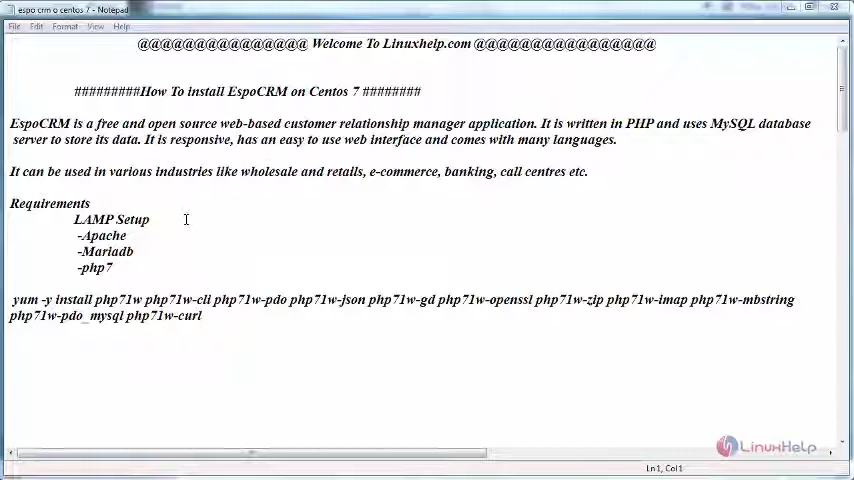 espo crm o centos 7 - Notepad
File Edit Format View Help
@@@@@@@@@@@@@@@ Welcome To Linuxhelp.com @@@@@@@@@@@@@@@@
#########How To install EspoCRM on Centos 7 ########
EspoCRM is a free and open source web-based customer relationship manager application. It is written in PHP and uses MySQL database
server to store its data. It is responsive, has an easy to use web interface and comes with many languages.
It can be used in various industries like wholesale and retails, e-commerce, banking, call centres etc.
Requirements
LAMP Setup
-Apache
-Mariadb
-php7
yum -y install php71w php71w-cli php71w-pdo php71w-json php71w-gd php71w-openssl php71w-zip php71w-imap php71w-mbstring
php71w-pdo_mysql php71w-curl
LinuxHelp
Ln1, Col1